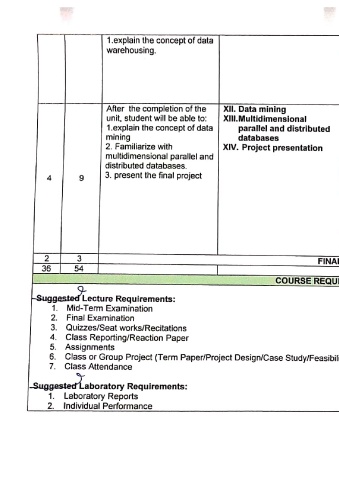 1.explain the concept of data
warehousing.
After the completion of the
unit, student will be able to:
1.explain the concept of data
mining
2. Familiarize with
multidimensional parallel and
distributed databases.
3. present the final project
4
9
XII. Data mining
XIII.Multidimensional
parallel and distributed
databases
XIV. Project presentation
2 3 FINA
36 54
COURSE REQUI
Suggested Lecture Requirements:
1. Mid-Term Examination
2. Final Examination
3. Quizzes/Seat works/Recitations
4. Class Reporting/Reaction Paper
5. Assignments
6. Class or Group Project (Term Paper/Project Design/Case Study/Feasibil
7. Class Attendance
Suggested Laboratory Requirements:
1. Laboratory Reports
2. Individual Performance